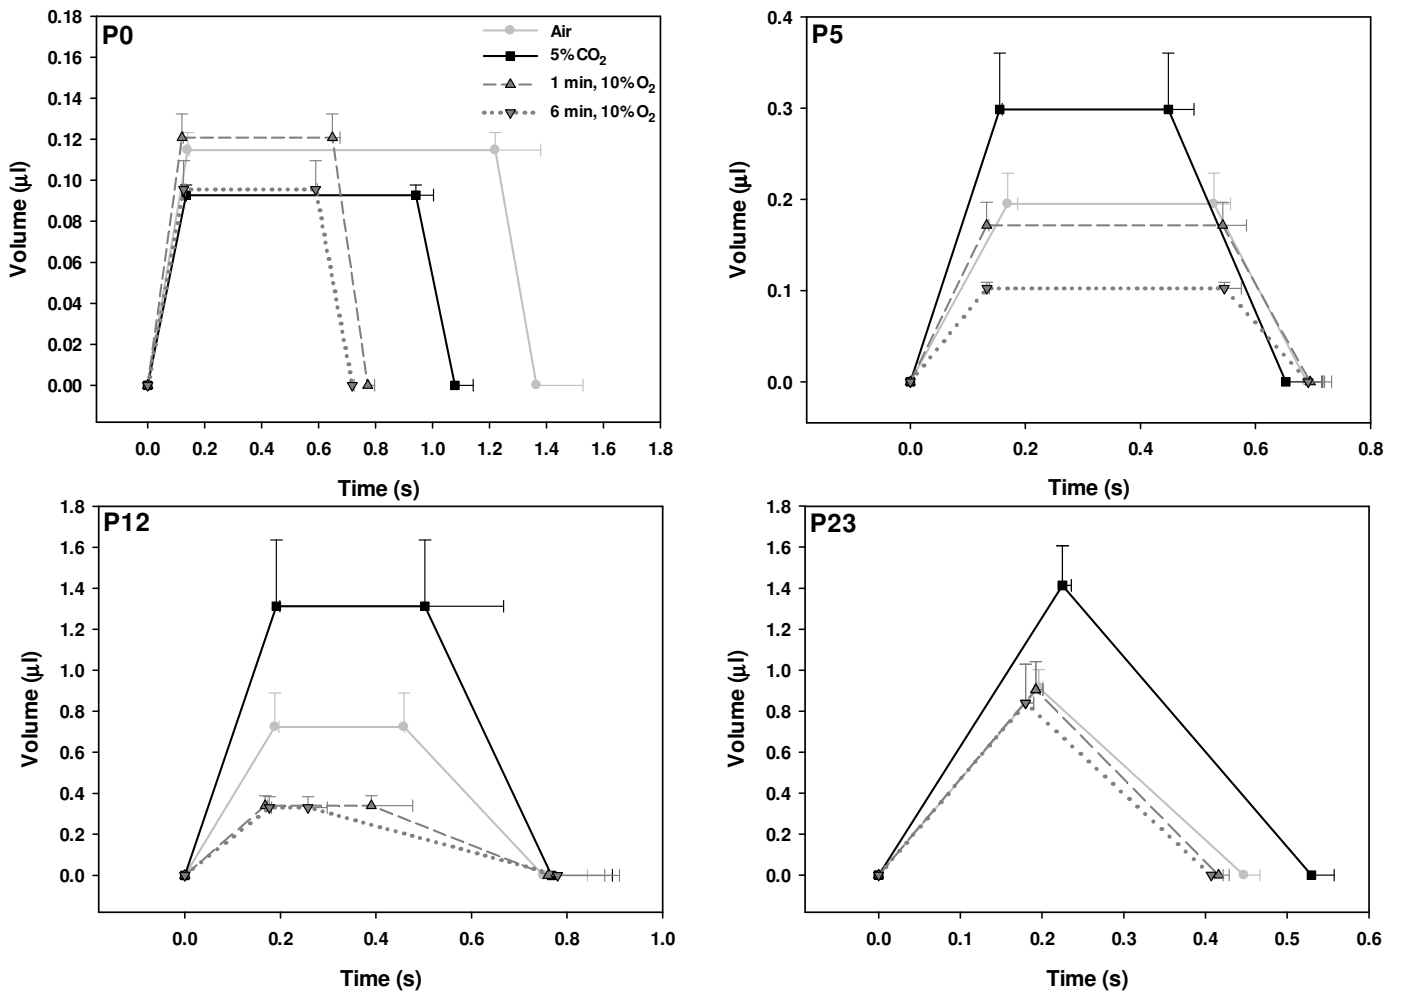 P0
Air
5%CO2
1 min, 10%O2
6 min, 10%O2
Volume (µl)
0.18
0.16
0.14
0.12
0.10
0.08
0.06
0.04
0.02
0.00
0.0 0.2 0.4 0.6 0.8 1.0 1.2 1.4 1.6 1.8
Time (s)
P5
Volume (µl)
0.4
0.3
0.2
0.1
0.0
0.0 0.2 0.4 0.6 0.8
Time (s)
P12
Volume (µl)
1.8
1.6
1.4
1.2
1.0
0.8
0.6
0.4
0.2
0.0
0.0 0.2 0.4 0.6 0.8 1.0
Time (s)
P23
Volume (µl)
1.8
1.6
1.4
1.2
1.0
0.8
0.6
0.4
0.2
0.0
0.0 0.1 0.2 0.3 0.4 0.5 0.6
Time (s)